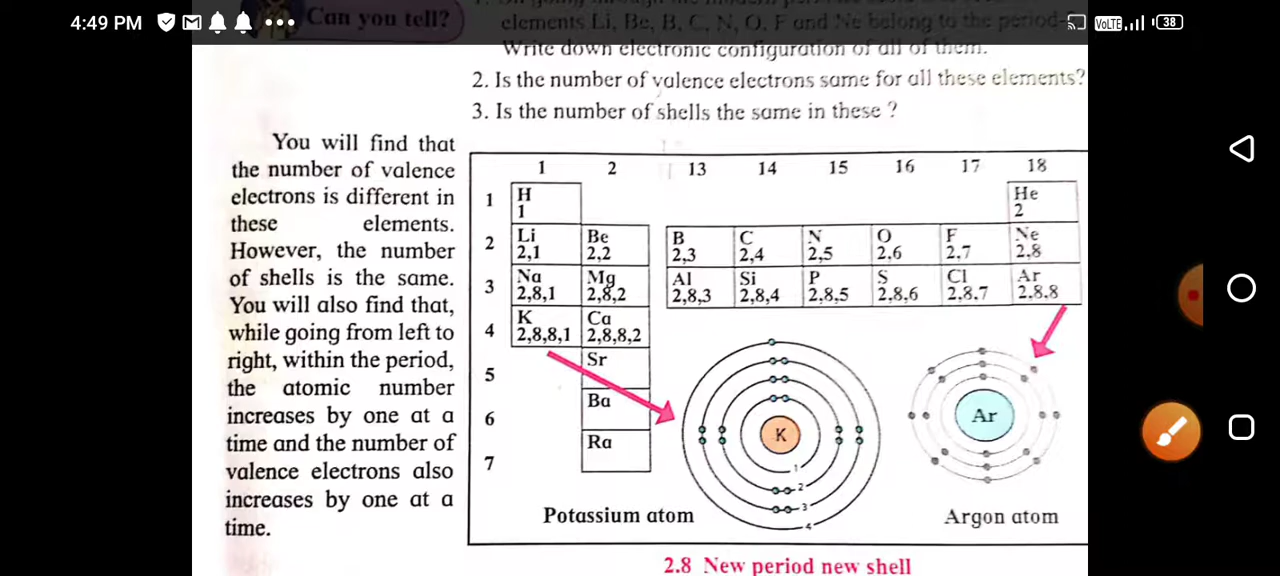 4:49 PM
VoLTE
38
Can you tell?
elements Li, Be, B, C, N, O, F and Ne belong to the period-
Write down electronic configuration of all of them.
2. Is the number of valence electrons same for all these elements?
3. Is the number of shells the same in these ?
You will find that
the number of valence
electrons is different in
these elements.
However, the number
of shells is the same.
You will also find that,
while going from left to
right, within the period,
the atomic number
increases by one at a
time and the number of
valence electrons also
increases by one at a
time.
1 2 13 14 15 16 17 18
1 H He
1 2
2 Li Be B C N O F Ne
2,1 2,2 2,3 2,4 2,5 2,6 2,7 2,8
3 Na Mg Al Si P S Cl Ar
2,8,1 2,8,2 2,8,3 2,8,4 2,8,5 2,8,6 2,8,7 2,8,8
4 K Ca
2,8,8,1 2,8,8,2
5 Sr
6 Ba
7 Ra
K
1
2
3
4
Ar
Potassium atom
Argon atom
2.8 New period new shell